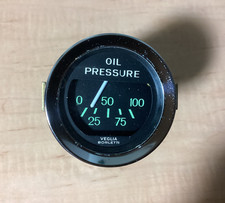 OIL
PRESSURE
0 50 100
25 75
VEGLIA
BORLETTI